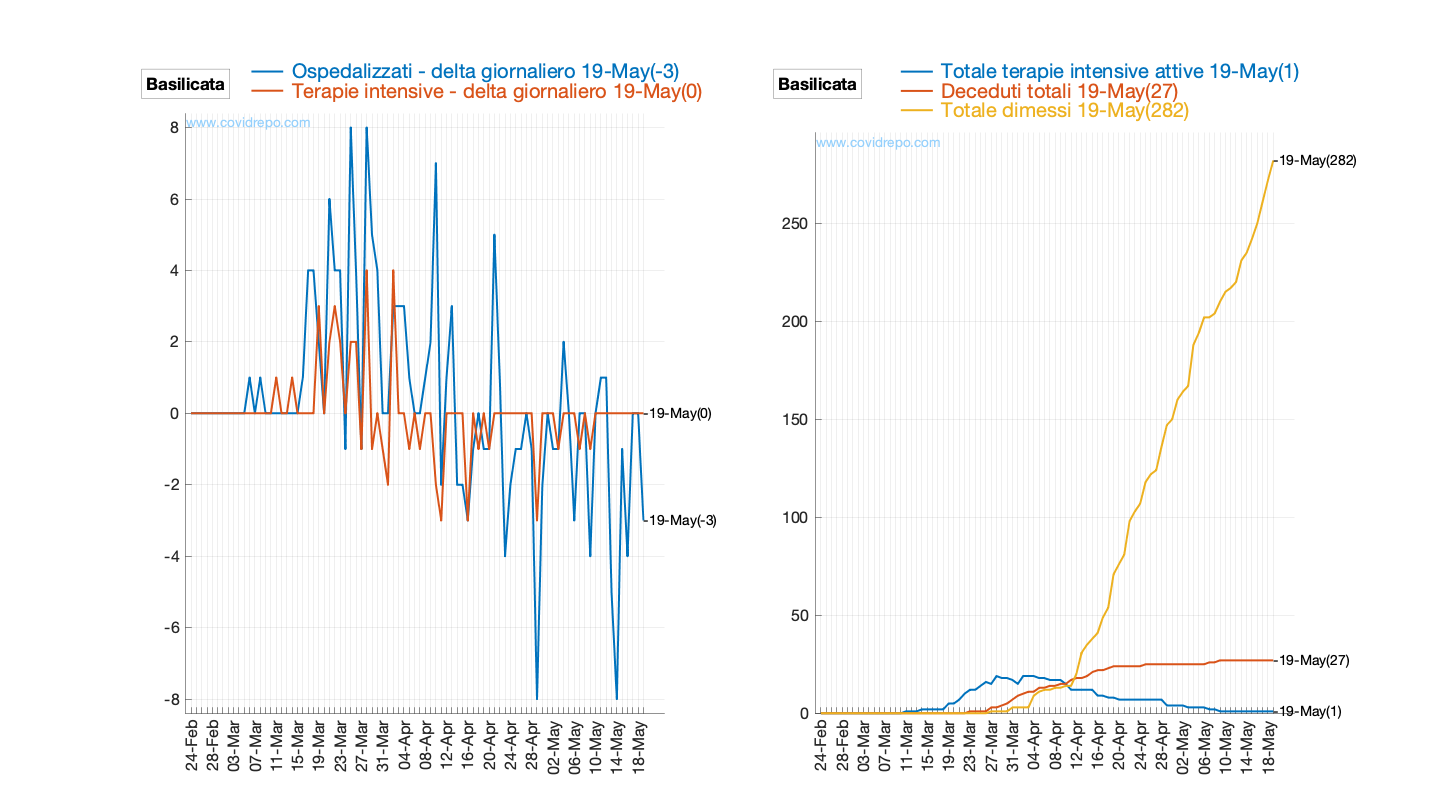 Basilicata
Ospedalizzati - delta giornaliero 19-May(-3)
Terapie intensive - delta giornaliero 19-May(0)
www.covidrepo.com
8
6
4
2
0
-2
-4
-6
-8
19-May(0)
19-May(-3)
24-Feb
28-Feb
03-Mar
07-Mar
11-Mar
15-Mar
19-Mar
23-Mar
27-Mar
31-Mar
04-Apr
08-Apr
12-Apr
16-Apr
20-Apr
24-Apr
28-Apr
02-May
06-May
10-May
14-May
18-May
Basilicata
Totale terapie intensive attive 19-May(1)
Deceduti totali 19-May(27)
Totale dimessi 19-May(282)
www.covidrepo.com
250
200
150
100
50
0
19-May(282)
19-May(27)
19-May(1)
24-Feb
28-Feb
03-Mar
07-Mar
11-Mar
15-Mar
19-Mar
23-Mar
27-Mar
31-Mar
04-Apr
08-Apr
12-Apr
16-Apr
20-Apr
24-Apr
28-Apr
02-May
06-May
10-May
14-May
18-May